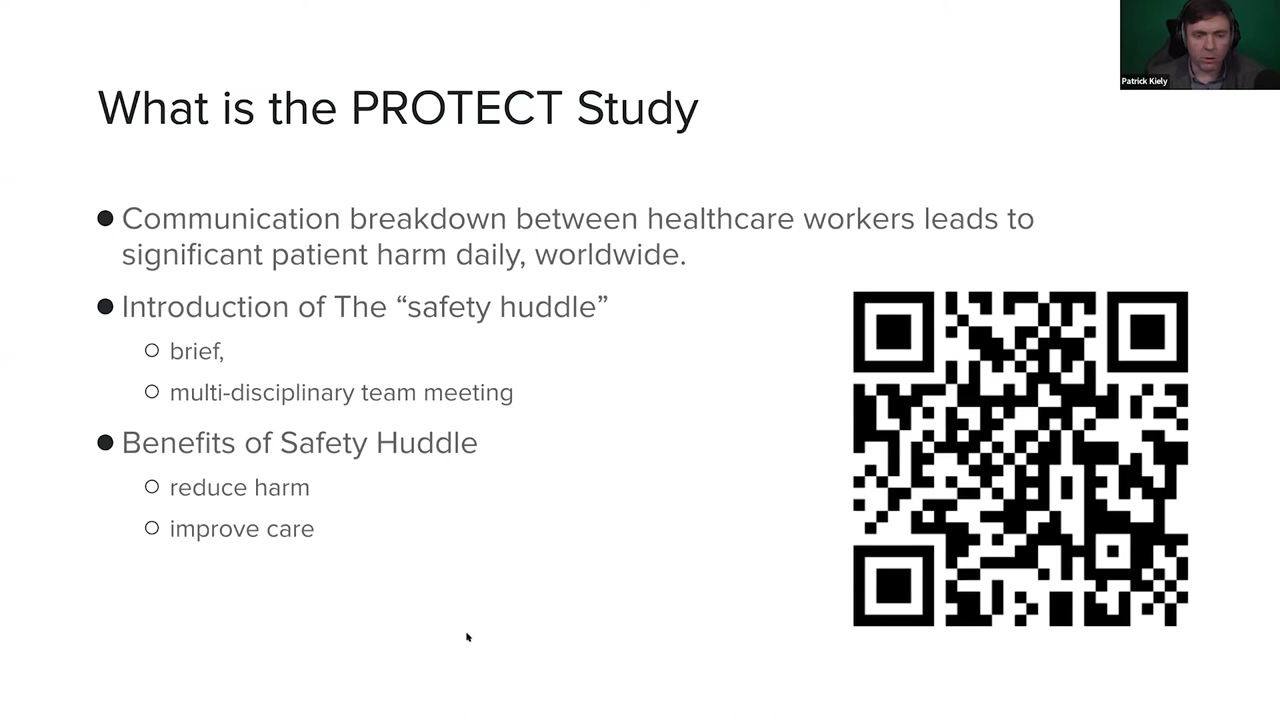 Patrick Kiely
What is the PROTECT Study
Communication breakdown between healthcare workers leads to
significant patient harm daily, worldwide.
Introduction of The “safety huddle”
brief,
multi-disciplinary team meeting
Benefits of Safety Huddle
reduce harm
improve care